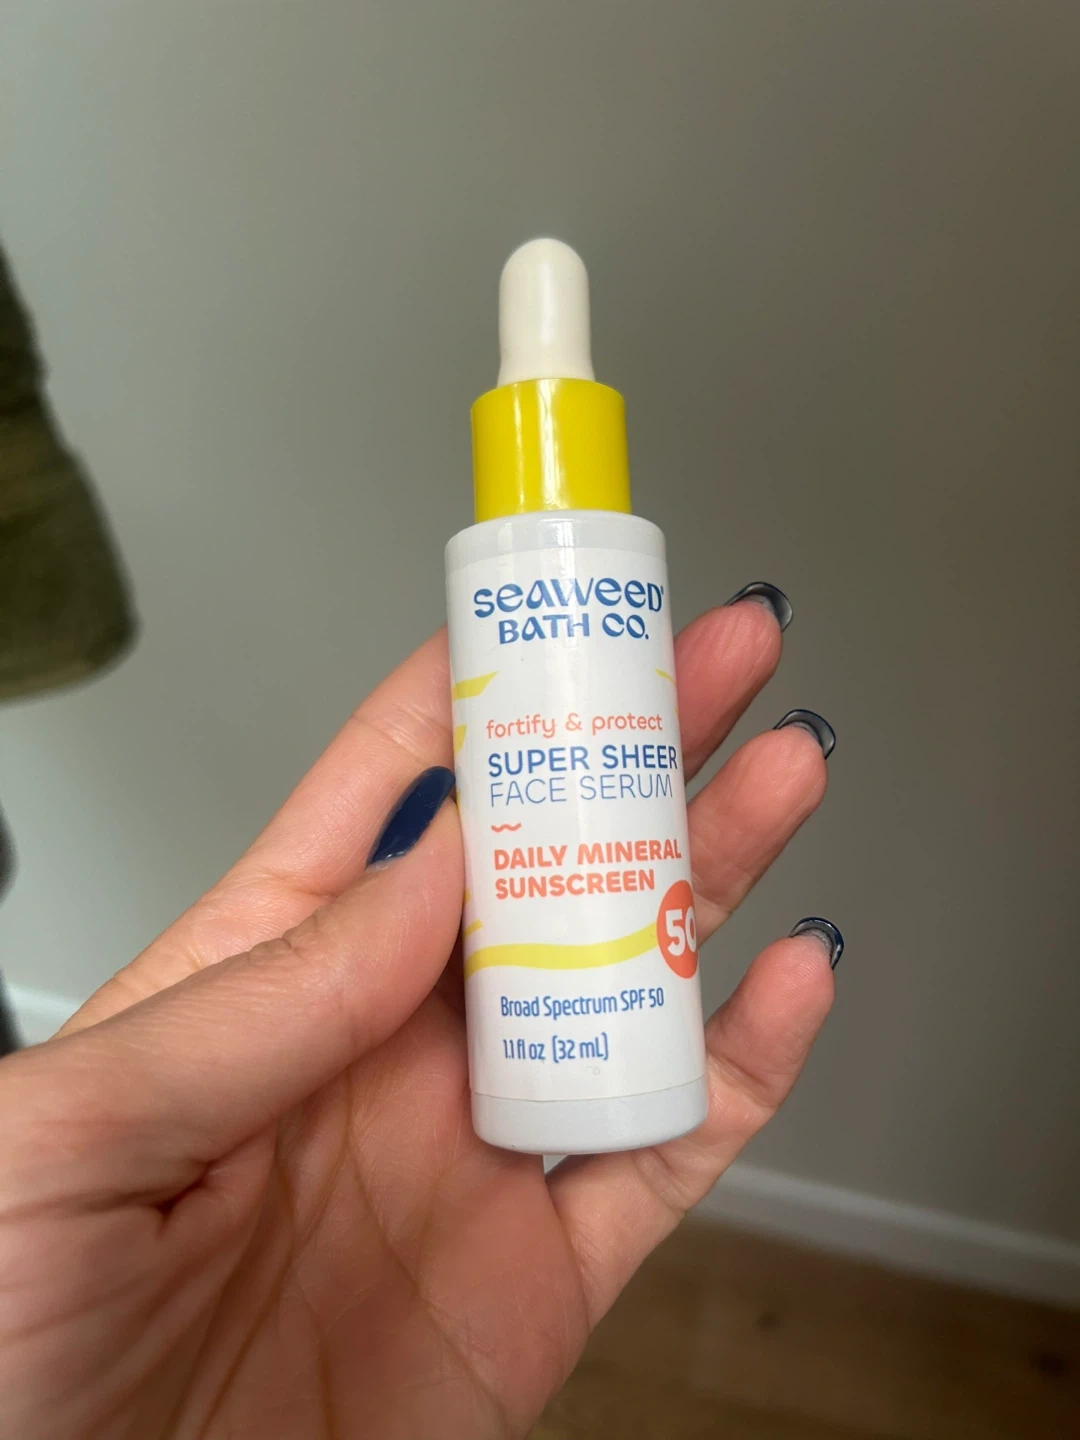 SEAWEED®
BATH CO.
fortify & protect
SUPER SHEER
FACE SERUM
DAILY MINERAL
SUNSCREEN
50
Broad Spectrum SPF 50
1.1 fl oz (32 mL)